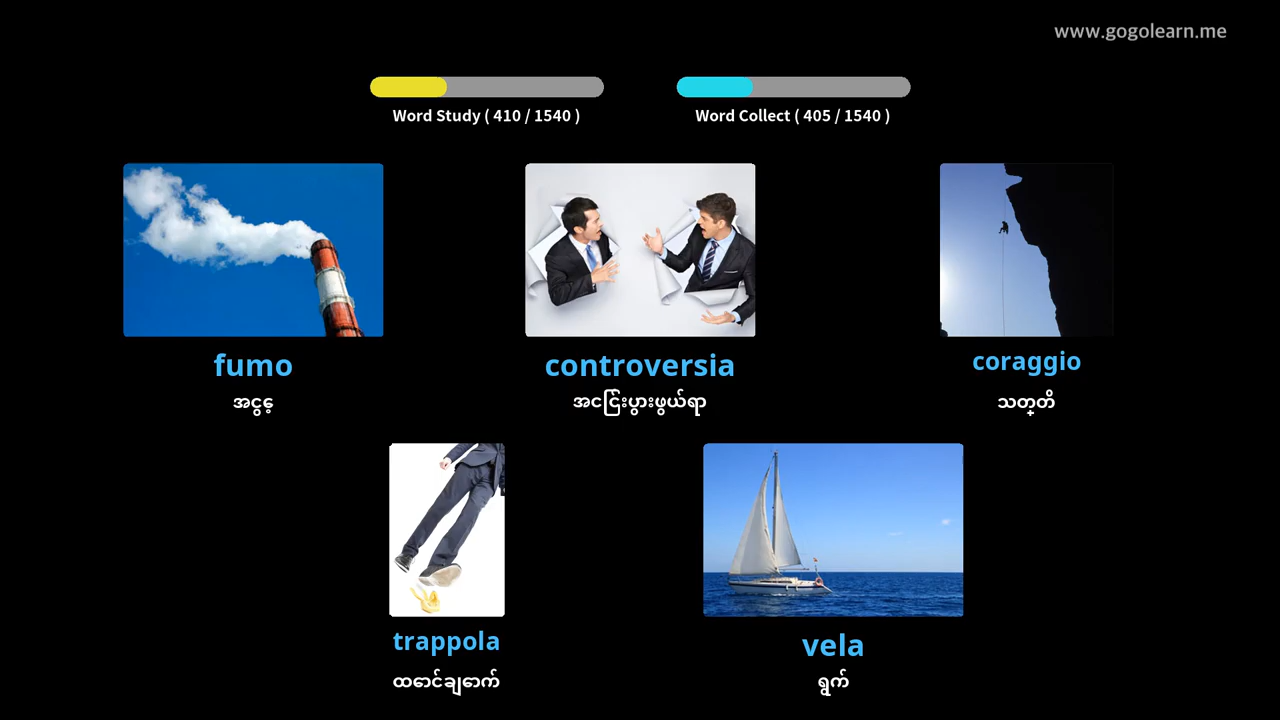 www.gogolearn.me
Word Study ( 410 / 1540 )
Word Collect ( 405 / 1540 )
fumo
အငွေ့
controversia
အငြင်းပွားဖွယ်ရာ
coraggio
သတ္တိ
trappola
ထောင်ချောက်
vela
ရွက်